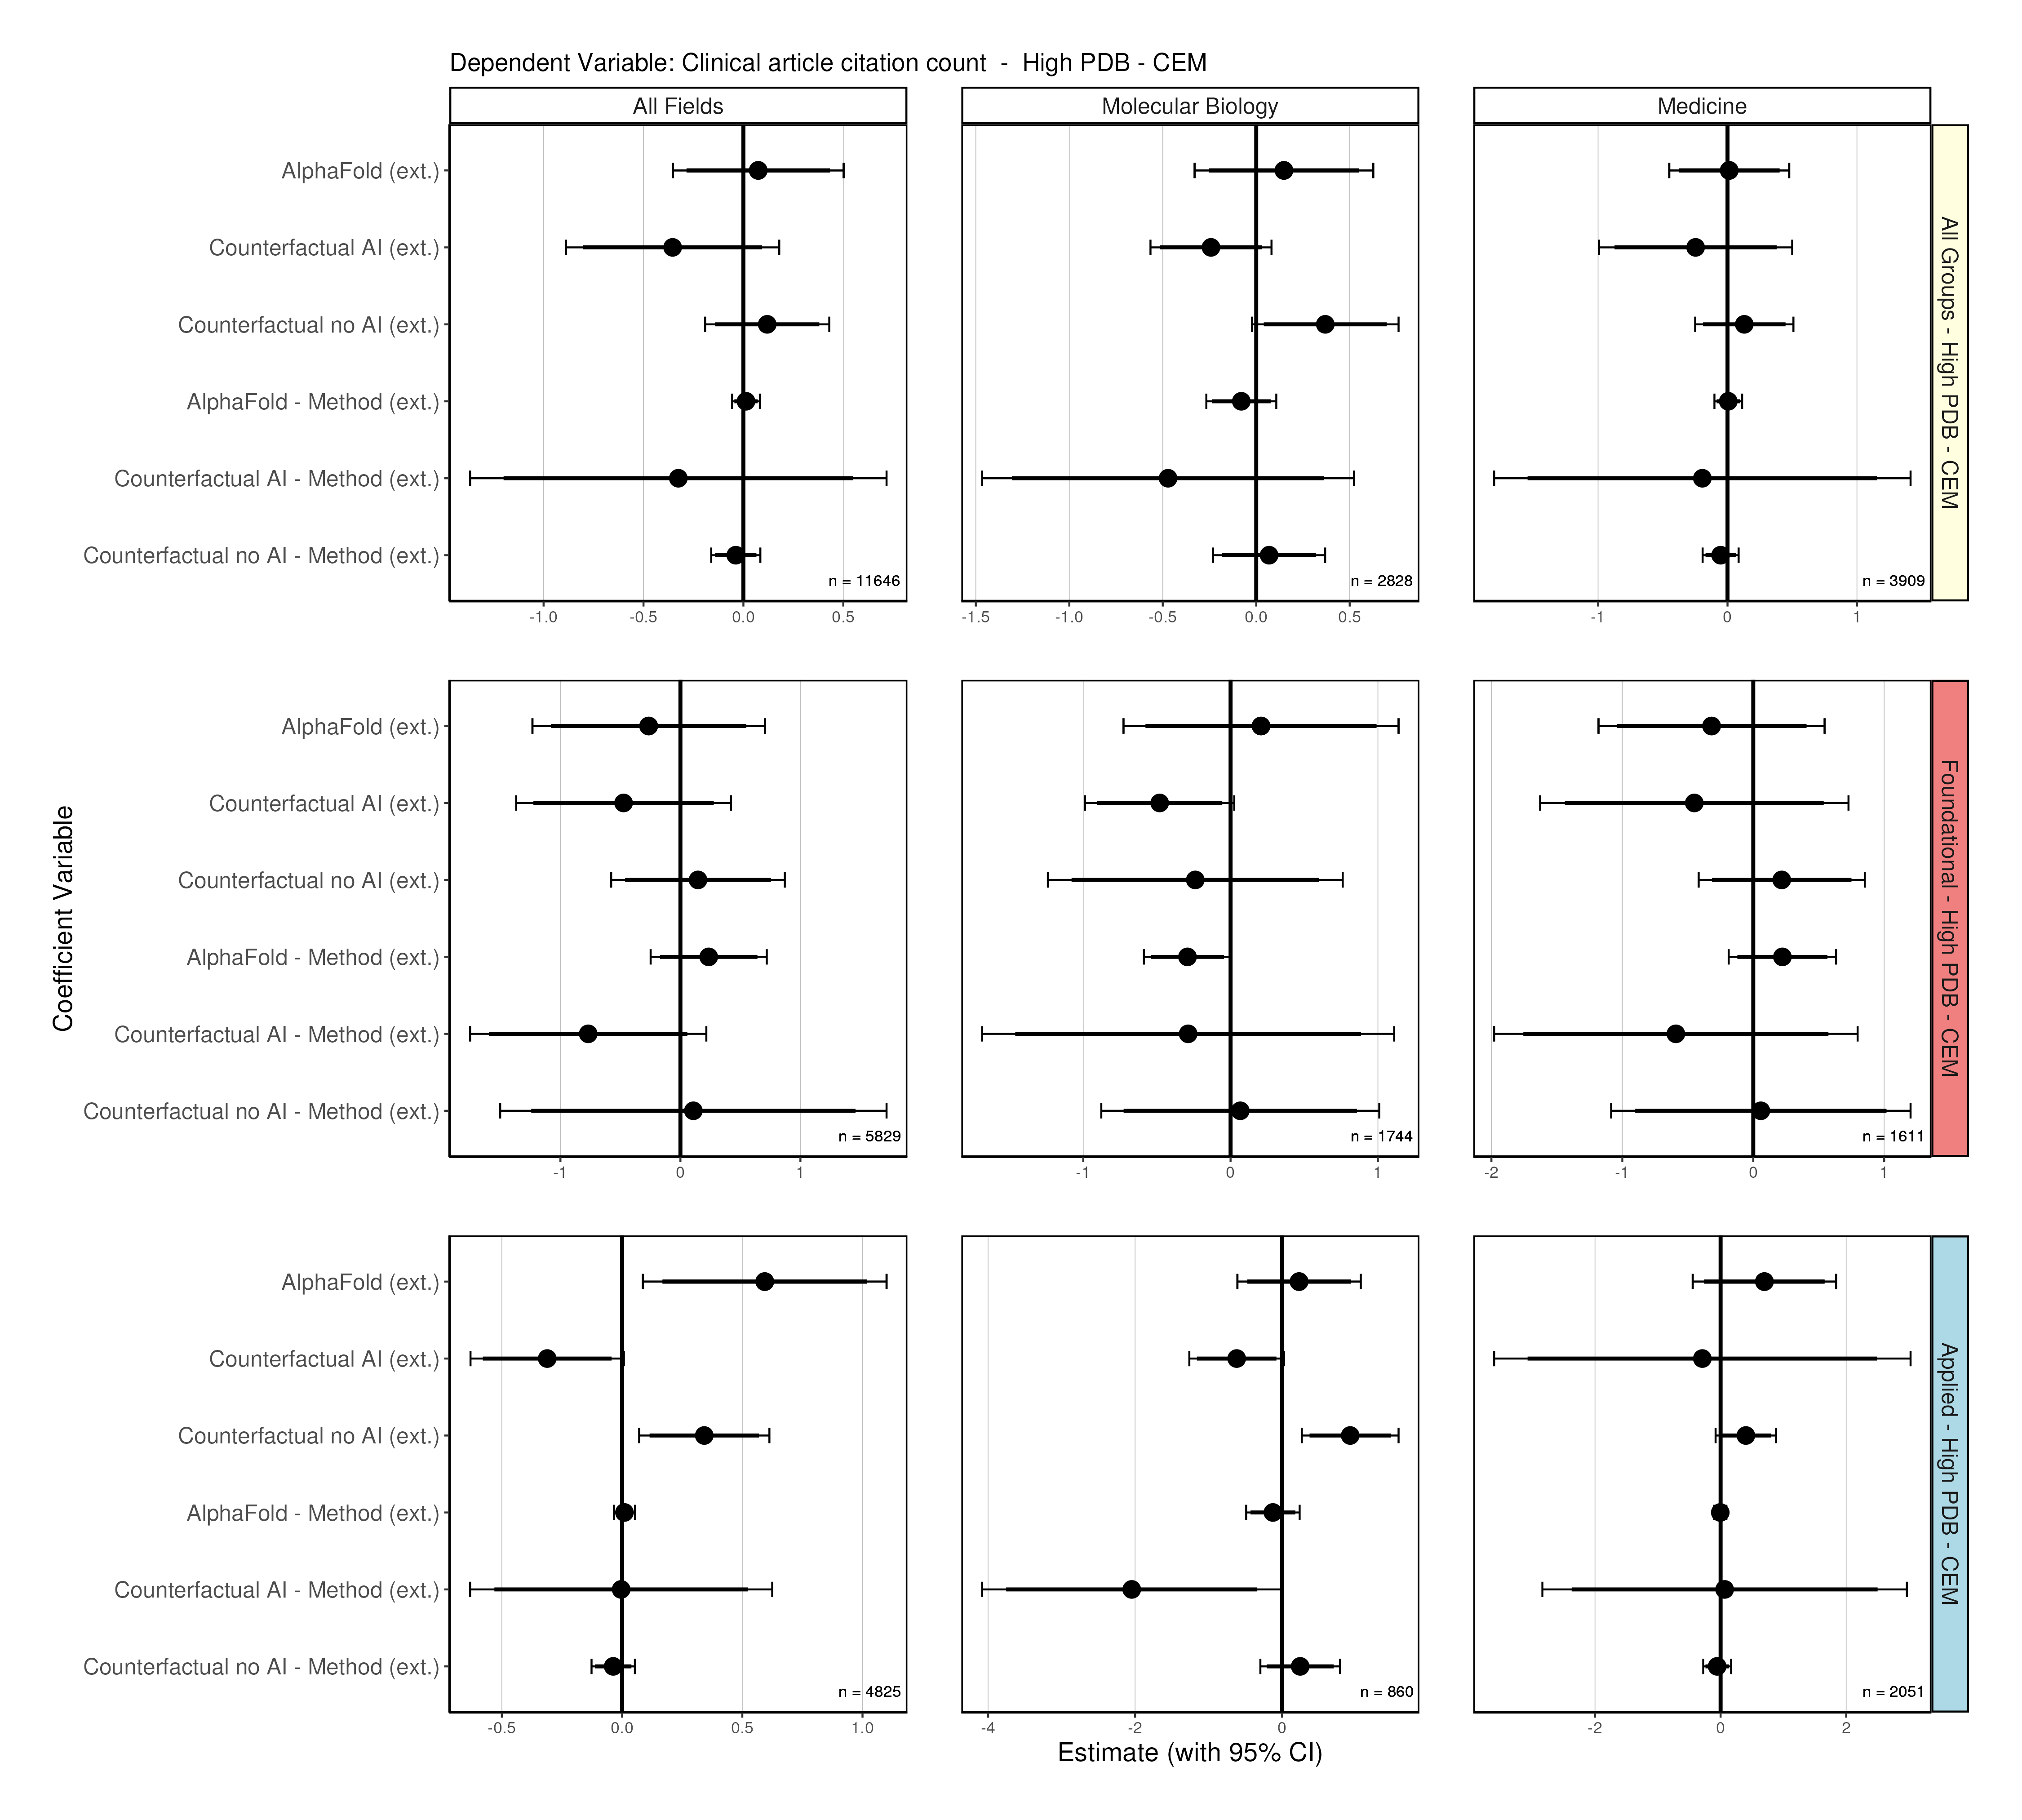 Dependent Variable: Clinical article citation count - High PDB - CEM
All Fields
Molecular Biology
Medicine
AlphaFold (ext.)
Counterfactual AI (ext.)
Counterfactual no AI (ext.)
AlphaFold - Method (ext.)
Counterfactual AI - Method (ext.)
Counterfactual no AI - Method (ext.)
n = 11646
n = 2828
n = 3909
All Groups - High PDB - CEM
-1.0 -0.5 0.0 0.5
-1.5 -1.0 -0.5 0.0 0.5
-1 0 1
Coefficient Variable
AlphaFold (ext.)
Counterfactual AI (ext.)
Counterfactual no AI (ext.)
AlphaFold - Method (ext.)
Counterfactual AI - Method (ext.)
Counterfactual no AI - Method (ext.)
n = 5829
n = 1744
n = 1611
Foundational - High PDB - CEM
-1 0 1
-1 0 1
-2 -1 0 1
AlphaFold (ext.)
Counterfactual AI (ext.)
Counterfactual no AI (ext.)
AlphaFold - Method (ext.)
Counterfactual AI - Method (ext.)
Counterfactual no AI - Method (ext.)
n = 4825
n = 860
n = 2051
Applied - High PDB - CEM
-0.5 0.0 0.5 1.0
-4 -2 0
-2 0 2
Estimate (with 95% CI)